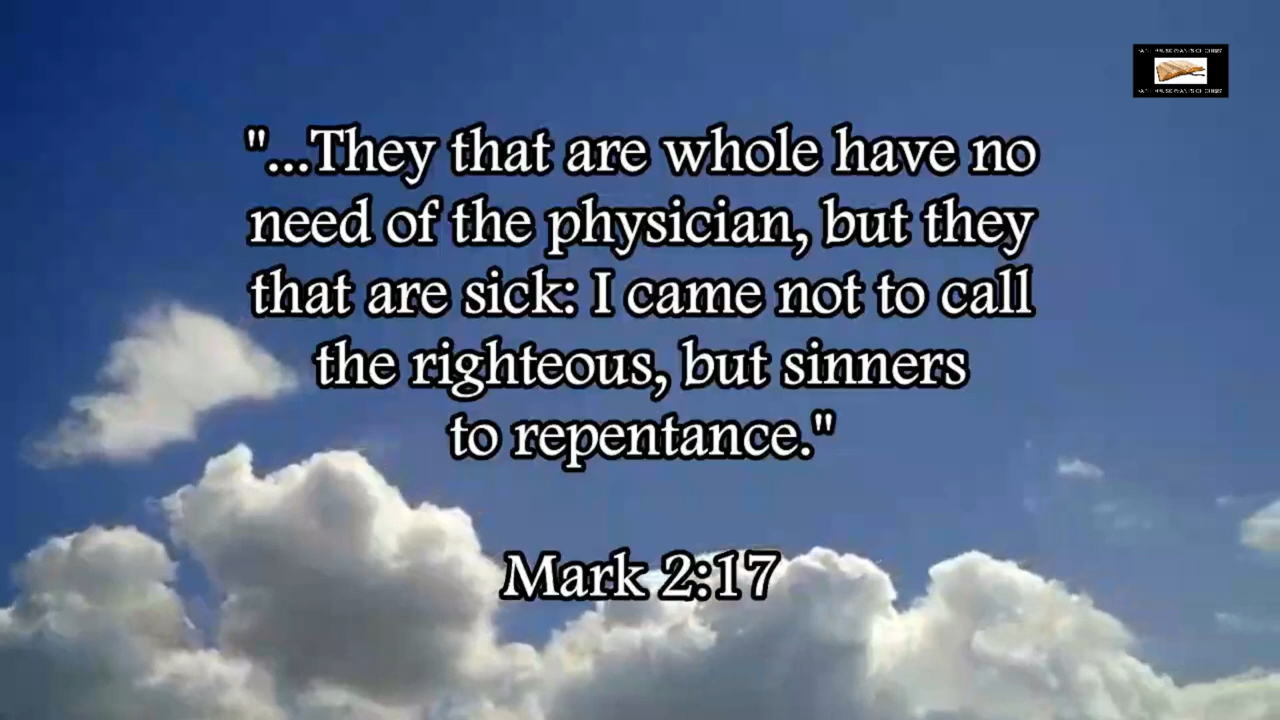 "...They that are whole have no
need of the physician, but they
that are sick: I came not to call
the righteous, but sinners
to repentance."
Mark 2:17